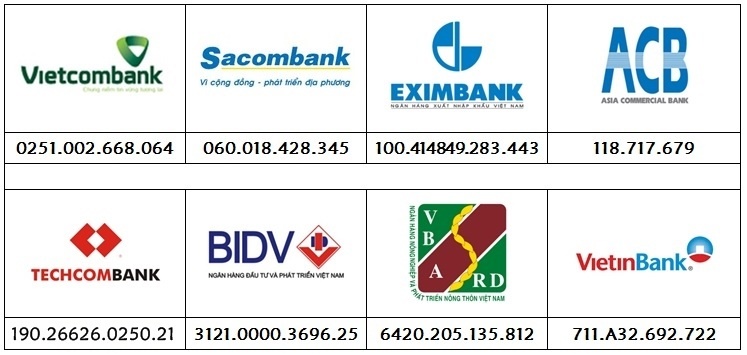 Vietcombank
Chung niềm tin vững tương lai
Sacombank
Vì cộng đồng - phát triển địa phương
EXIMBANK
NGÂN HÀNG XUẤT NHẬP KHẨU VIỆT NAM
ACB
ASIA COMMERCIAL BANK
0251.002.668.064
060.018.428.345
100.414849.283.443
118.717.679
TECHCOMBANK
BIDV
NGÂN HÀNG ĐẦU TƯ VÀ PHÁT TRIỂN VIỆT NAM
NGÂN HÀNG NÔNG NGHIỆP VÀ PHÁT TRIỂN NÔNG THÔN VIỆT NAM
VBARD
VietinBank®
190.26626.0250.21
3121.0000.3696.25
6420.205.135.812
711.A32.692.722